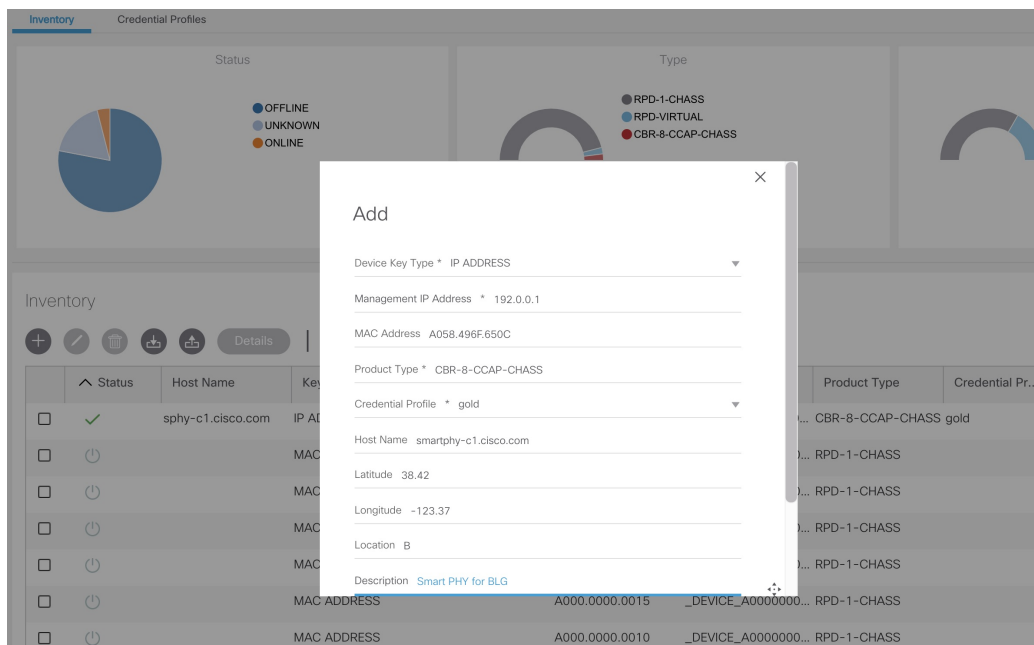 Inventory Credential Profiles
Status
OFFLINE
UNKNOWN
ONLINE
Type
RPD-1-CHASS
RPD-VIRTUAL
CBR-8-CCAP-CHASS
Add
Device Key Type * IP ADDRESS
Management IP Address * 192.0.0.1
MAC Address A058.496F.650C
Product Type * CBR-8-CCAP-CHASS
Credential Profile * gold
Host Name smartphy-c1.cisco.com
Latitude 38.42
Longitude -123.37
Location B
Description Smart PHY for BLG
Inventory
Details
Status Host Name Key Product Type Credential Pr...
sphy-c1.cisco.com IP AD ... CBR-8-CCAP-CHASS gold
MAC 0... RPD-1-CHASS
MAC 0... RPD-1-CHASS
MAC 0... RPD-1-CHASS
MAC 0... RPD-1-CHASS
MAC ADDRESS A000.0000.0015 _DEVICE_A0000000... RPD-1-CHASS
MAC ADDRESS A000.0000.0010 _DEVICE_A0000000... RPD-1-CHASS